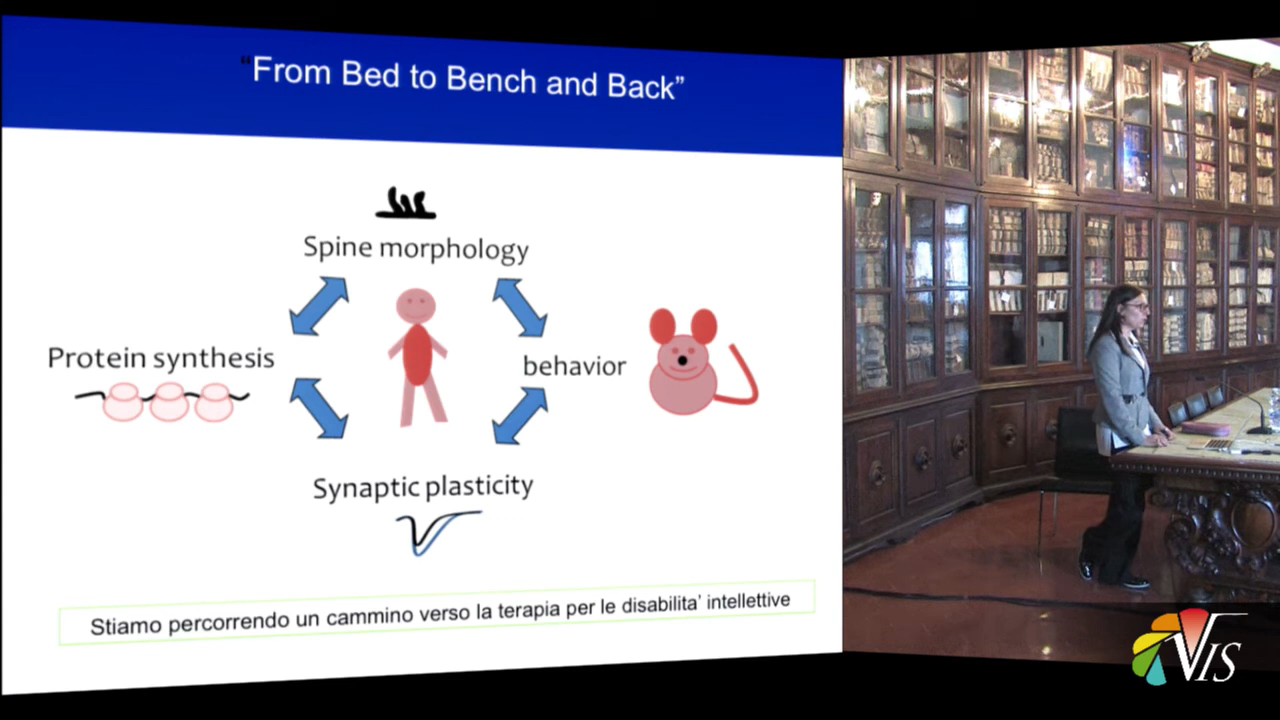 “From Bed to Bench and Back”
Spine morphology
Protein synthesis
behavior
Synaptic plasticity
Stiamo percorrendo un cammino verso la terapia per le disabilita’ intellettive
VIS